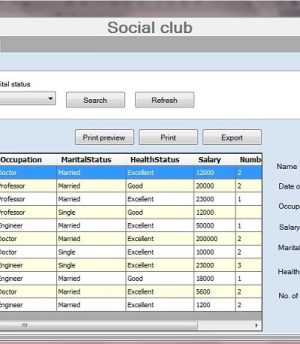 Social club
rital status
Search Refresh
Print preview Print Export
Occupation MaritalStatus HealthStatus Salary Numb
Doctor Married Excellent 12000 2
Professor Married Good 20000 2
Professor Married Excellent 23000 1
Professor Single Good 12000
Engineer Married Excellent 50000 1
Doctor Married Excellent 200000 2
Doctor Single Excellent 10000 2
Engineer Single Excellent 23000 3
Engineer Married Good 18000 1
Doctor Married Excellent 5600 2
Engineer Married Excellent 1200 2
Name
Date o
Occup
Salary
Marital
Health
No. of